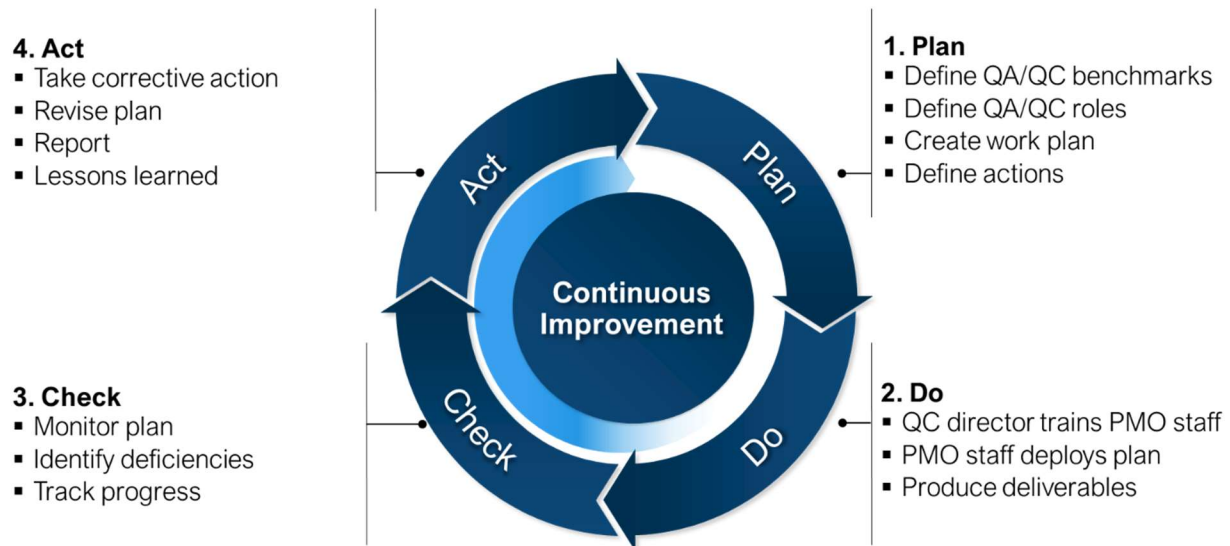 4. Act
▪ Take corrective action
▪ Revise plan
▪ Report
▪ Lessons learned
1. Plan
▪ Define QA/QC benchmarks
▪ Define QA/QC roles
▪ Create work plan
▪ Define actions
Act
Plan
Continuous
Improvement
Check
Do
3. Check
▪ Monitor plan
▪ Identify deficiencies
▪ Track progress
2. Do
▪ QC director trains PMO staff
▪ PMO staff deploys plan
▪ Produce deliverables